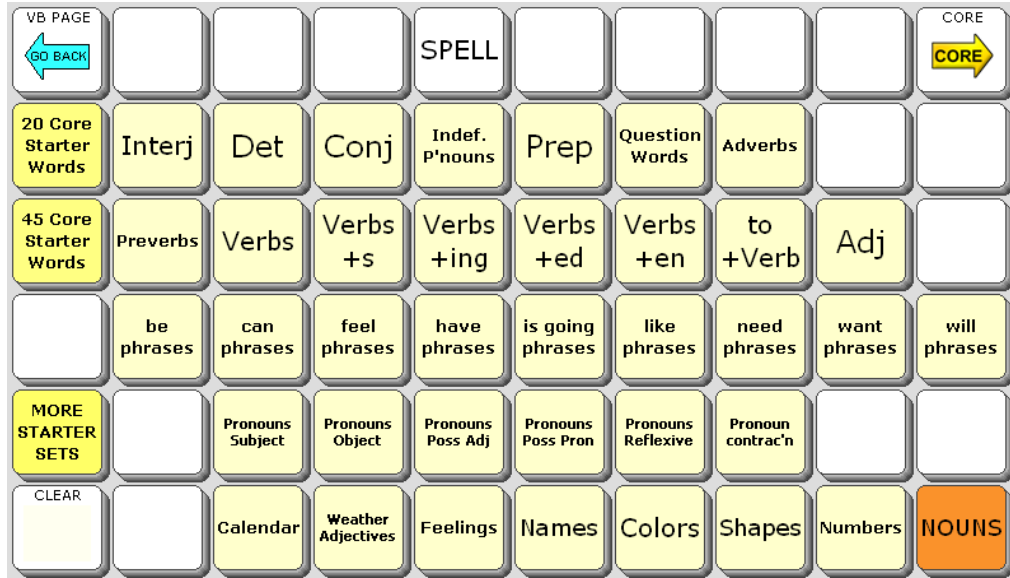 VB PAGE
GO BACK
SPELL
CORE
CORE
20 Core
Starter
Words
Interj
Det
Conj
Indef.
P'nouns
Prep
Question
Words
Adverbs
45 Core
Starter
Words
Preverbs
Verbs
Verbs
+s
Verbs
+ing
Verbs
+ed
Verbs
+en
to
+Verb
Adj
be
phrases
can
phrases
feel
phrases
have
phrases
is going
phrases
like
phrases
need
phrases
want
phrases
will
phrases
MORE
STARTER
SETS
Pronouns
Subject
Pronouns
Object
Pronouns
Poss Adj
Pronouns
Poss Pron
Pronouns
Reflexive
Pronoun
contrac'n
CLEAR
Calendar
Weather
Adjectives
Feelings
Names
Colors
Shapes
Numbers
NOUNS